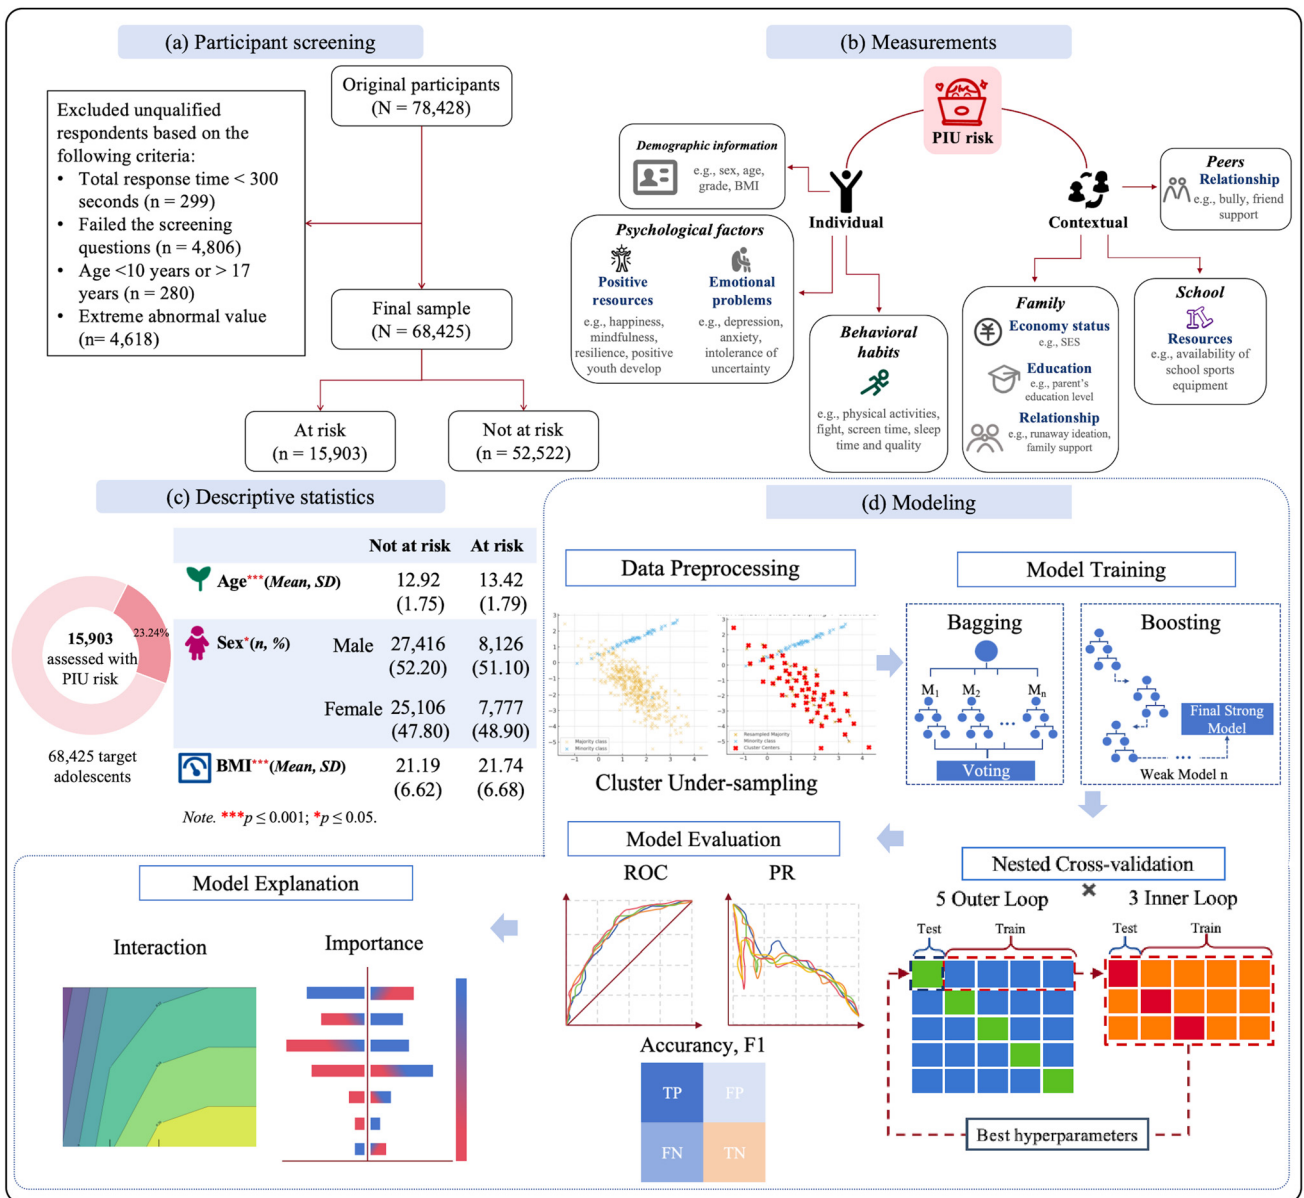 (a) Participant screening
Original participants
(N = 78,428)
Excluded unqualified
respondents based on the
following criteria:
• Total response time < 300
seconds (n = 299)
• Failed the screening
questions (n = 4,806)
• Age <10 years or > 17
years (n = 280)
• Extreme abnormal value
(n= 4,618)
Final sample
(N = 68,425)
At risk
(n = 15,903)
Not at risk
(n = 52,522)
(b) Measurements
PIU risk
Demographic information
e.g., sex, age,
grade, BMI
Individual
Psychological factors
Positive
resources
e.g., happiness,
mindfulness,
resilience, positive
youth develop
Emotional
problems
e.g., depression,
anxiety,
intolerance of
uncertainty
Behavioral
habits
e.g., physical activities,
fight, screen time, sleep
time and quality
Contextual
Peers
Relationship
e.g., bully, friend
support
Family
Economy status
e.g., SES
Education
e.g., parent's
education level
Relationship
e.g., runaway ideation,
family support
School
Resources
e.g., availability of
school sports
equipment
(c) Descriptive statistics
15,903
assessed with
PIU risk
23.24%
68,425 target
adolescents
Not at risk At risk
Age***(Mean, SD) 12.92 13.42
(1.75) (1.79)
Sex*(n, %) Male 27,416 8,126
(52.20) (51.10)
Female 25,106 7,777
(47.80) (48.90)
BMI***(Mean, SD) 21.19 21.74
(6.62) (6.68)
Note. ***p ≤ 0.001; *p ≤ 0.05.
(d) Modeling
Data Preprocessing
Majority class
Minority class
Resampled Majority
Minority class
Cluster Centers
Cluster Under-sampling
Model Training
Bagging
M1 M2 Mn
...
Voting
Boosting
Final Strong
Model
...
Weak Model n
Nested Cross-validation
5 Outer Loop × 3 Inner Loop
Test Train
Test Train
Best hyperparameters
Model Evaluation
ROC PR
Accurancy, F1
TP FP
FN TN
Model Explanation
Interaction
Importance